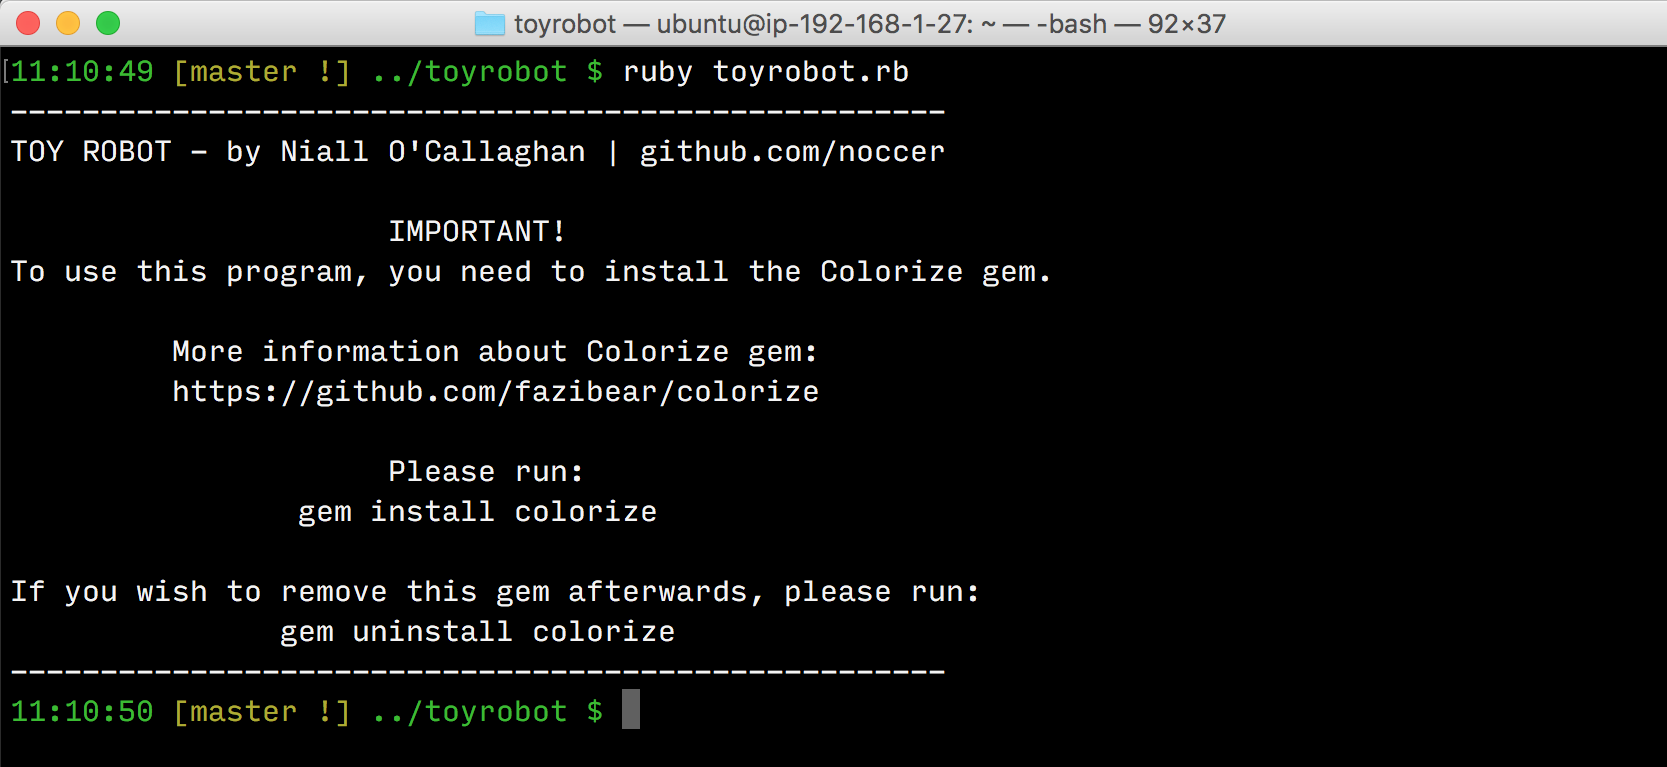 toyrobot — ubuntu@ip-192-168-1-27: ~ — -bash — 92×37
[11:10:49 [master !] ../toyrobot $ ruby toyrobot.rb
----------------------------------------------------
TOY ROBOT - by Niall O'Callaghan | github.com/noccer
IMPORTANT!
To use this program, you need to install the Colorize gem.
More information about Colorize gem:
https://github.com/fazibear/colorize
Please run:
gem install colorize
If you wish to remove this gem afterwards, please run:
gem uninstall colorize
----------------------------------------------------
11:10:50 [master !] ../toyrobot $